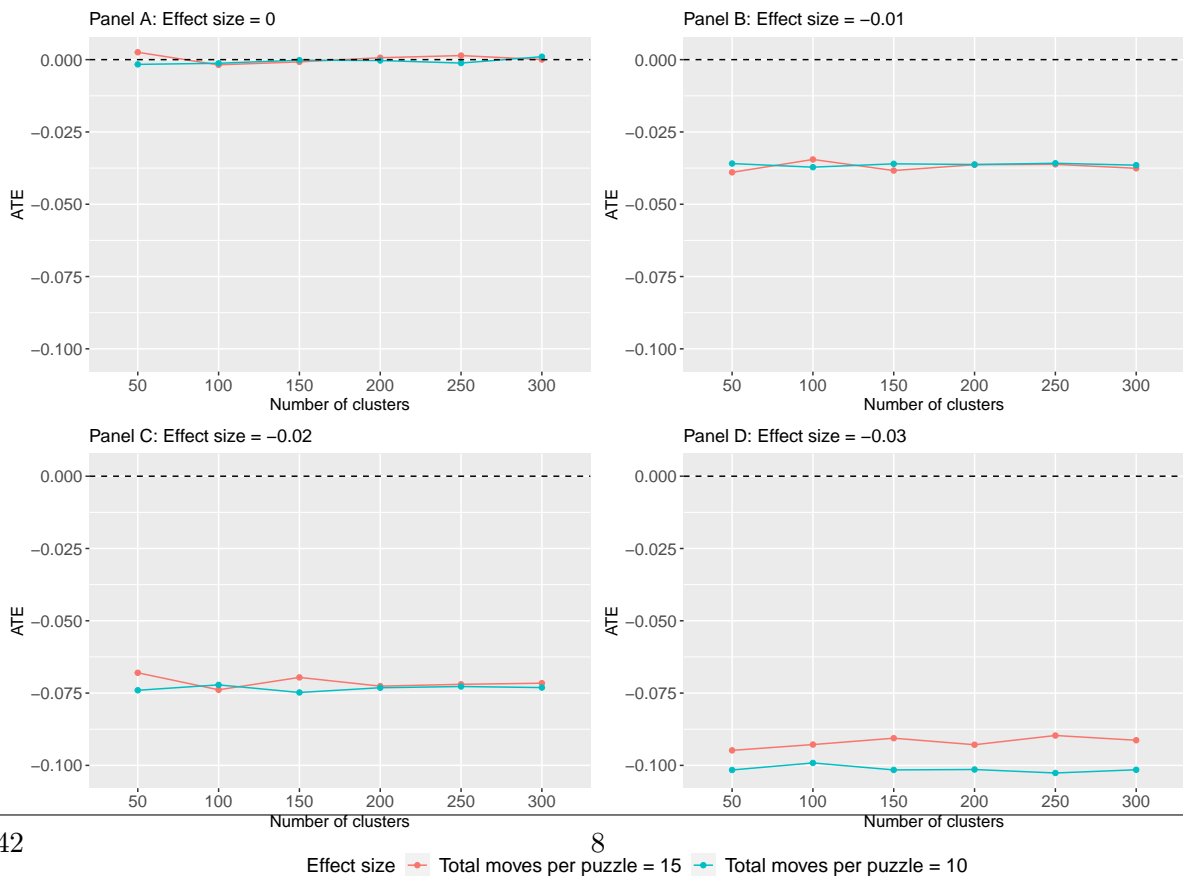 Panel A: Effect size = 0
0.000
−0.025
−0.050
−0.075
−0.100
ATE
50 100 150 200 250 300
Number of clusters
Panel B: Effect size = −0.01
0.000
−0.025
−0.050
−0.075
−0.100
ATE
50 100 150 200 250 300
Number of clusters
Panel C: Effect size = −0.02
0.000
−0.025
−0.050
−0.075
−0.100
ATE
50 100 150 200 250 300
Number of clusters
Panel D: Effect size = −0.03
0.000
−0.025
−0.050
−0.075
−0.100
ATE
50 100 150 200 250 300
Number of clusters
42 8
Effect size Total moves per puzzle = 15 Total moves per puzzle = 10